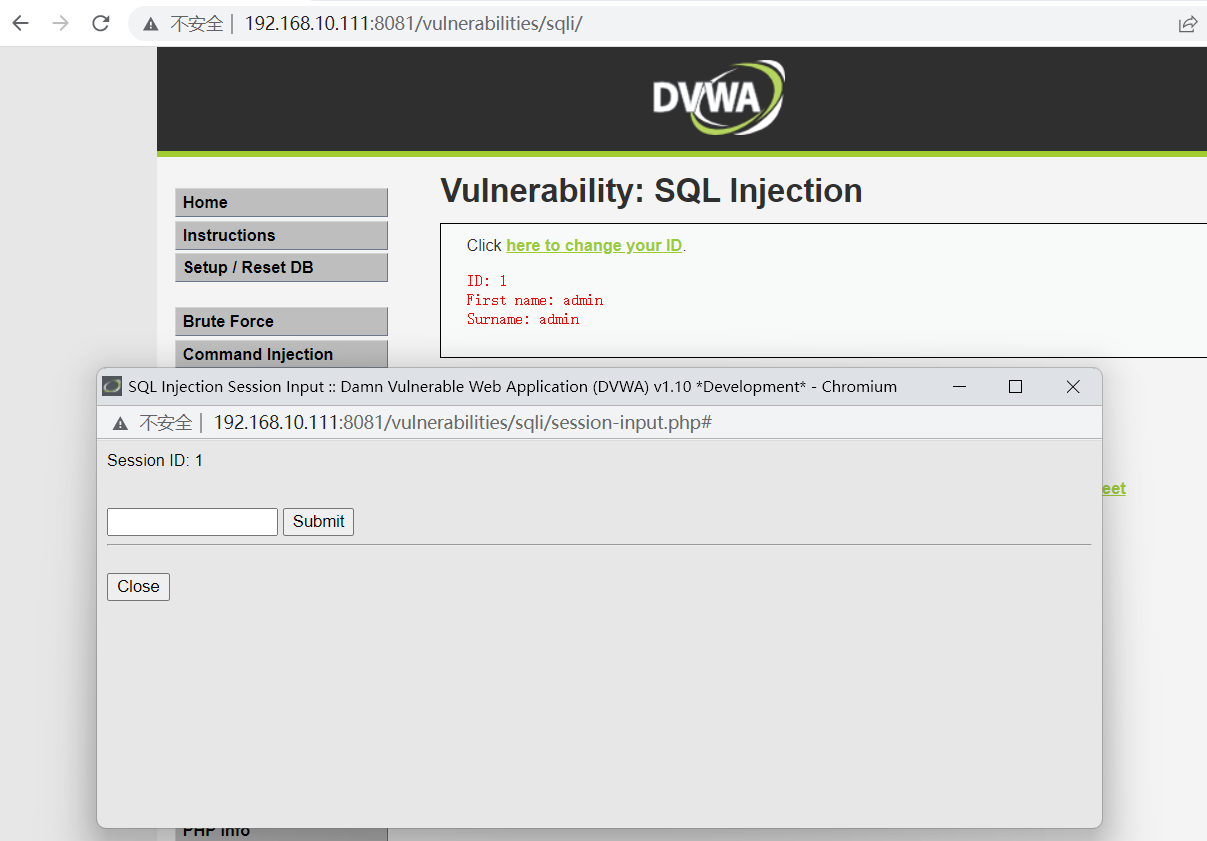 不安全 | 192.168.10.111:8081/vulnerabilities/sqli/
DVWA
Vulnerability: SQL Injection
Home
Instructions
Setup / Reset DB
Brute Force
Command Injection
Click here to change your ID.
ID: 1
First name: admin
Surname: admin
SQL Injection Session Input :: Damn Vulnerable Web Application (DVWA) v1.10 *Development* - Chromium
不安全 | 192.168.10.111:8081/vulnerabilities/sqli/session-input.php#
Session ID: 1
Submit
Close
eet
PHP Info